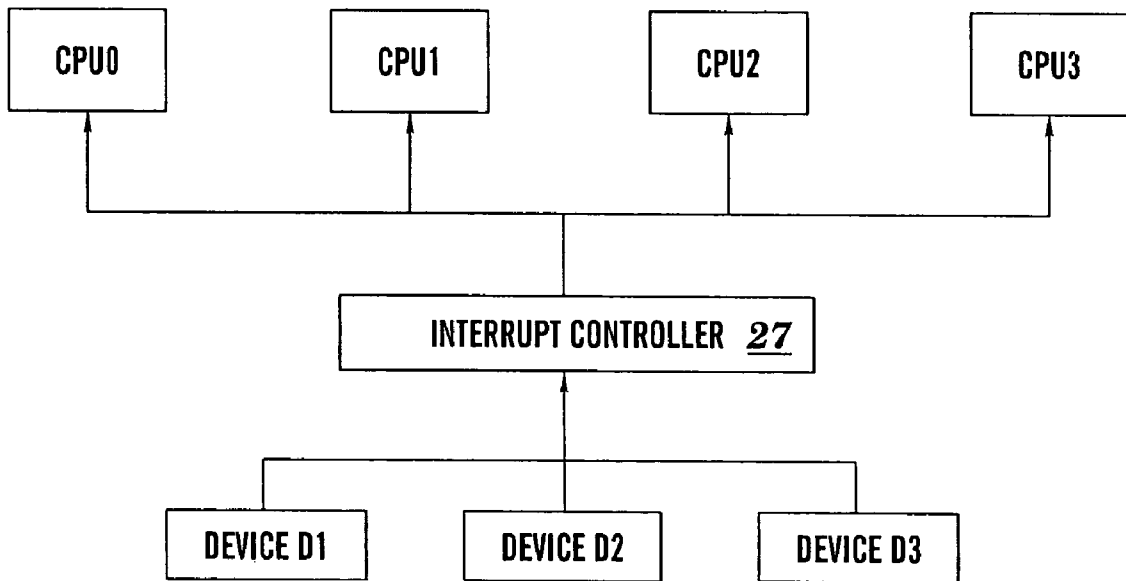 CPU0
CPU1
CPU2
CPU3
INTERRUPT CONTROLLER 27
DEVICE D1
DEVICE D2
DEVICE D3